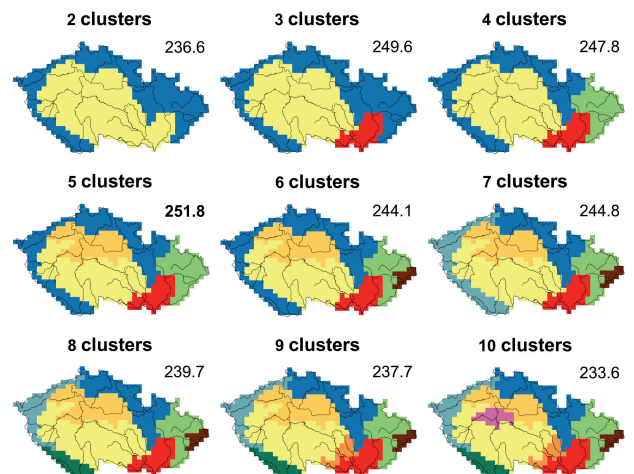 2 clusters
3 clusters
4 clusters
236.6
249.6
247.8
5 clusters
6 clusters
7 clusters
251.8
244.1
244.8
8 clusters
9 clusters
10 clusters
239.7
237.7
233.6